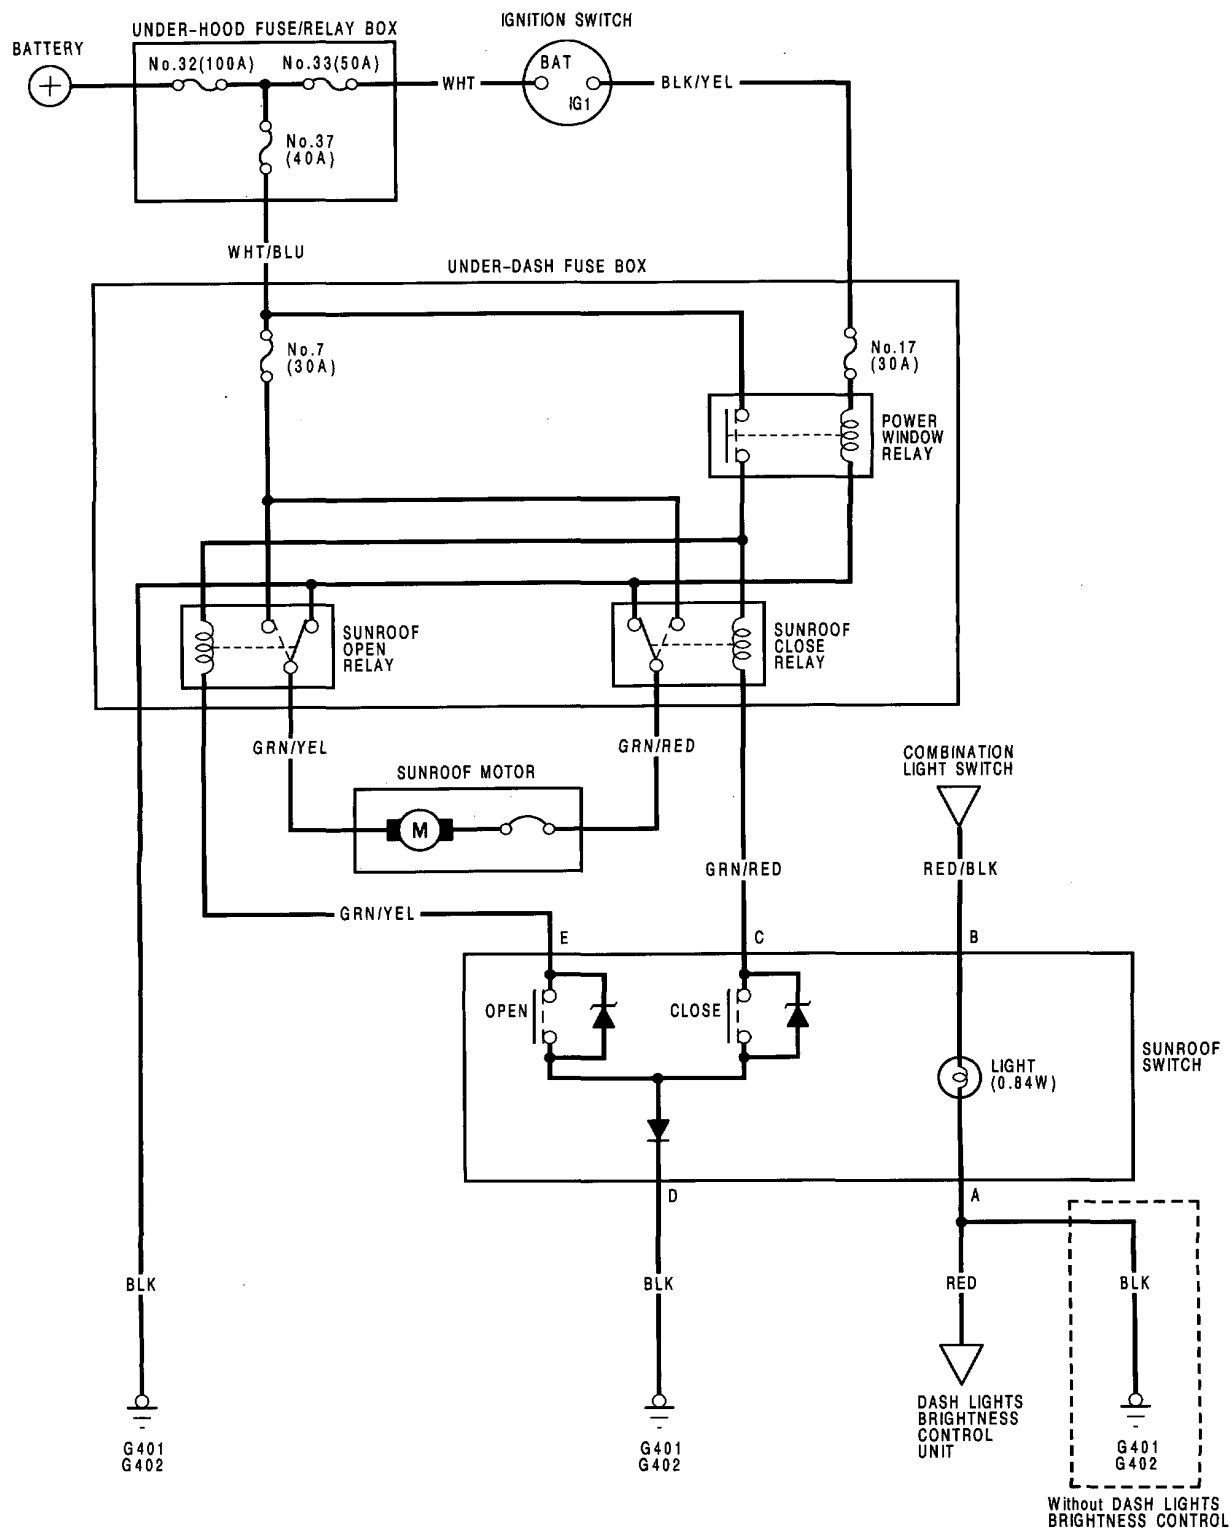 IGNITION SWITCH
UNDER-HOOD FUSE/RELAY BOX
BATTERY
No.32(100A)
No.33(50A)
BAT
WHT
BLK/YEL
IG1
No.37
(40A)
WHT/BLU
UNDER-DASH FUSE BOX
No.7
(30A)
No.17
(30A)
POWER
WINDOW
RELAY
SUNROOF
OPEN
RELAY
SUNROOF
CLOSE
RELAY
GRN/YEL
GRN/RED
SUNROOF MOTOR
M
COMBINATION
LIGHT SWITCH
GRN/RED
RED/BLK
GRN/YEL
E
C
B
OPEN
CLOSE
LIGHT
(0.84W)
SUNROOF
SWITCH
D
A
BLK
BLK
RED
BLK
DASH LIGHTS
BRIGHTNESS
CONTROL
UNIT
G401
G402
G401
G402
G401
G402
Without DASH LIGHTS
BRIGHTNESS CONTROL